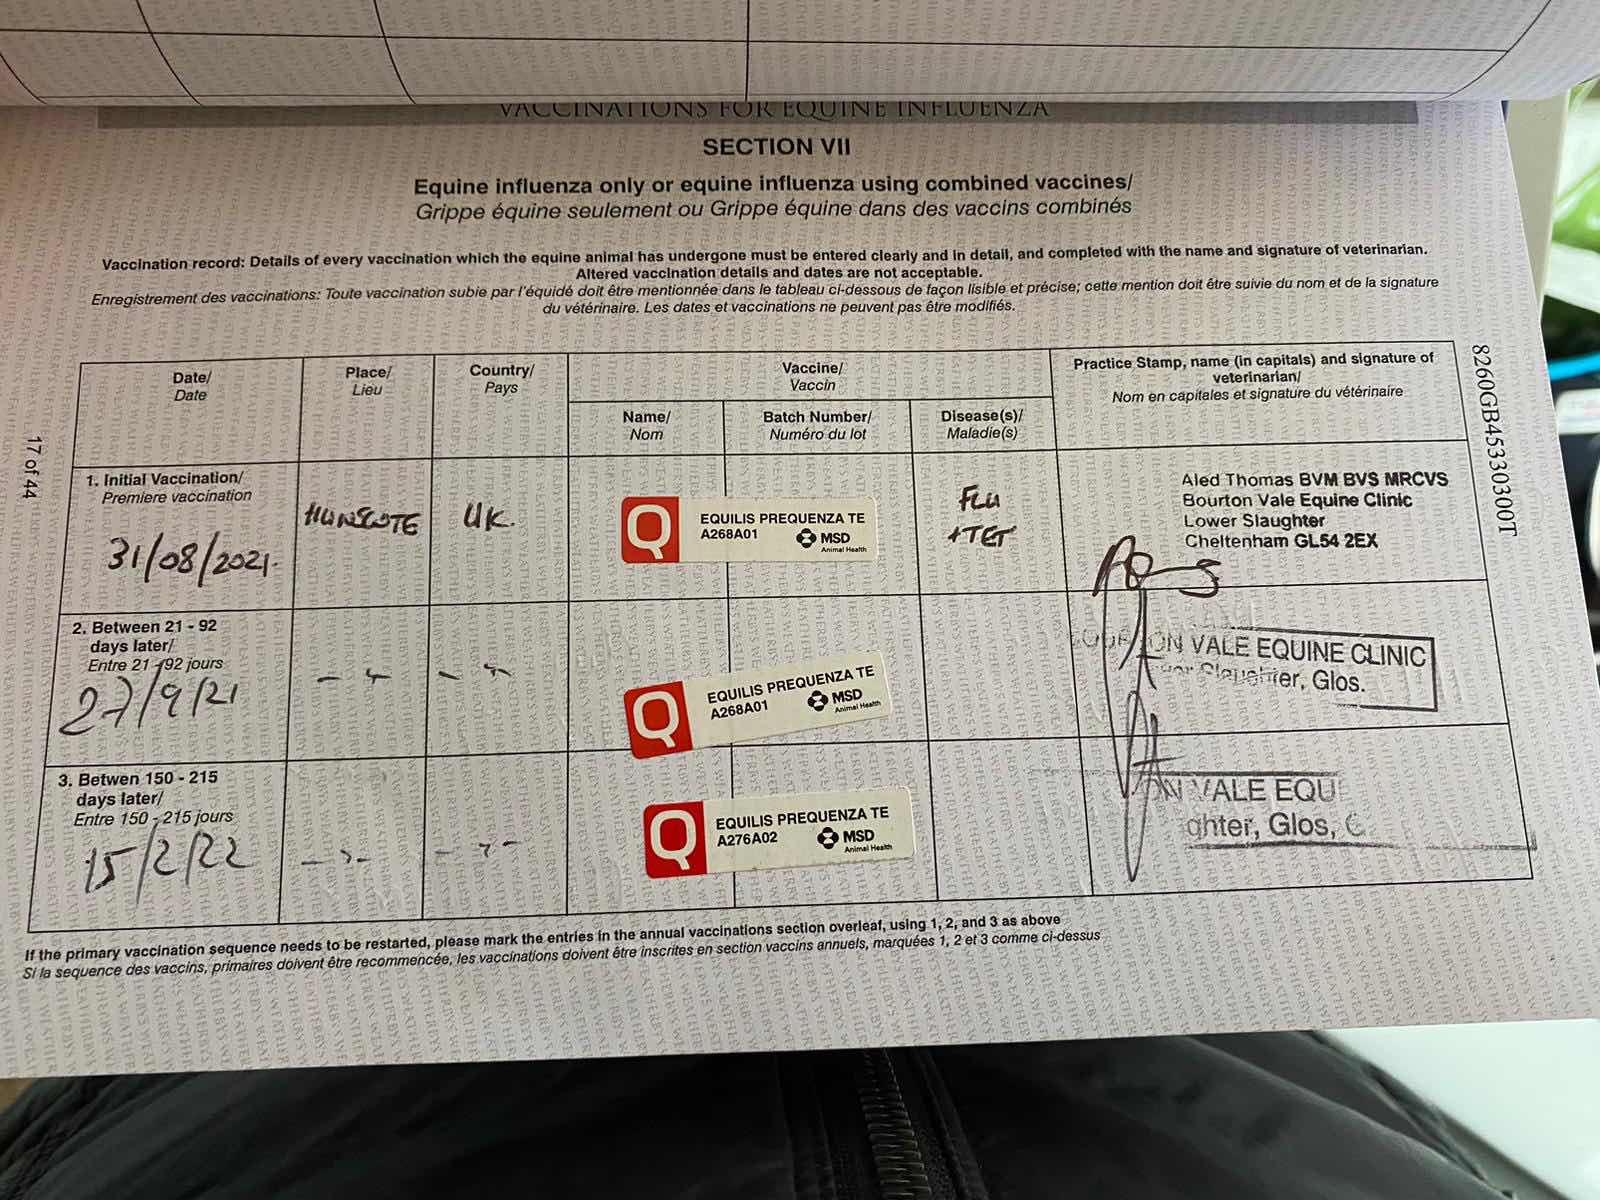 VACCINATIONS FOR EQUINE INFLUENZA
SECTION VII
Equine influenza only or equine influenza using combined vaccines/
Grippe équine seulement ou Grippe équine dans des vaccins combinés
Vaccination record: Details of every vaccination which the equine animal has undergone must be entered clearly and in detail, and completed with the name and signature of veterinarian.
Altered vaccination details and dates are not acceptable.
Enregistrement des vaccinations: Toute vaccination subie par l'équidé doit être mentionnée dans le tableau ci-dessous de façon lisible et précise; cette mention doit être suivie du nom et de la signature
du vétérinaire. Les dates et vaccinations ne peuvent pas être modifiés.
Date/
Date
Place/
Lieu
Country/
Pays
Vaccine/
Vaccin
Name/
Nom
Batch Number/
Numéro du lot
Disease(s)/
Maladie(s)
Practice Stamp, name (in capitals) and signature of
veterinarian/
Nom en capitales et signature du vétérinaire
1. Initial Vaccination/
Premiere vaccination
31/08/2021.
UK.
Q
EQUILIS PREQUENZA TE
A268A01
MSD
Animal Health
FLU
+TET
Aled Thomas BVM BVS MRCVS
Bourton Vale Equine Clinic
Lower Slaughter
Cheltenham GL54 2EX
2. Between 21 - 92
days later/
Entre 21 - 92 jours
27/9/21
Q
EQUILIS PREQUENZA TE
A268A01
MSD
Animal Health
ON VALE EQUINE CLINIC
Slaughter, Glos.
3. Betwen 150 - 215
days later/
Entre 150 - 215 jours
15/2/22
Q
EQUILIS PREQUENZA TE
A276A02
MSD
Animal Health
N VALE EQU
ghter, Glos,
If the primary vaccination sequence needs to be restarted, please mark the entries in the annual vaccinations section overleaf, using 1, 2, and 3 as above
Si la sequence des vaccins, primaires doivent être recommencée, les vaccinations doivent être inscrites en section vaccins annuels, marquées 1, 2 et 3 comme ci-dessus
17 of 44
8260GB45330300T